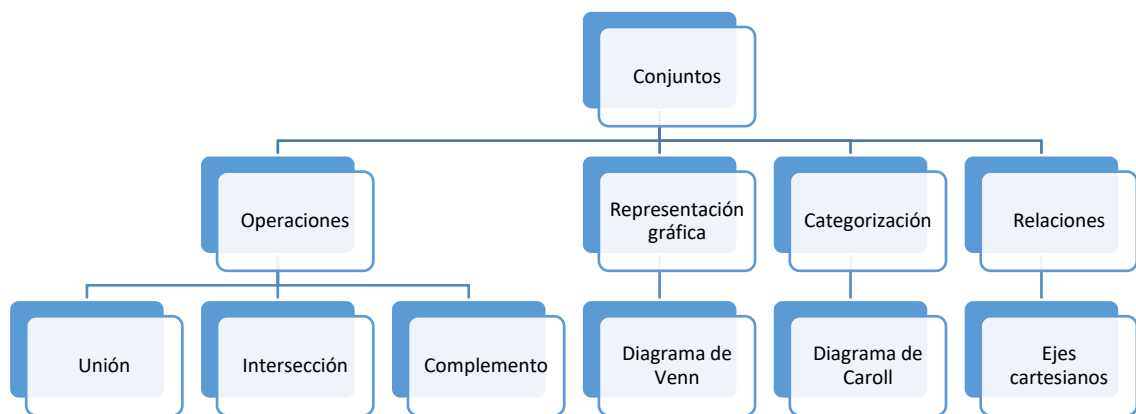 Conjuntos
Operaciones
Representación
gráfica
Categorización
Relaciones
Unión
Intersección
Complemento
Diagrama de
Venn
Diagrama de
Caroll
Ejes
cartesianos